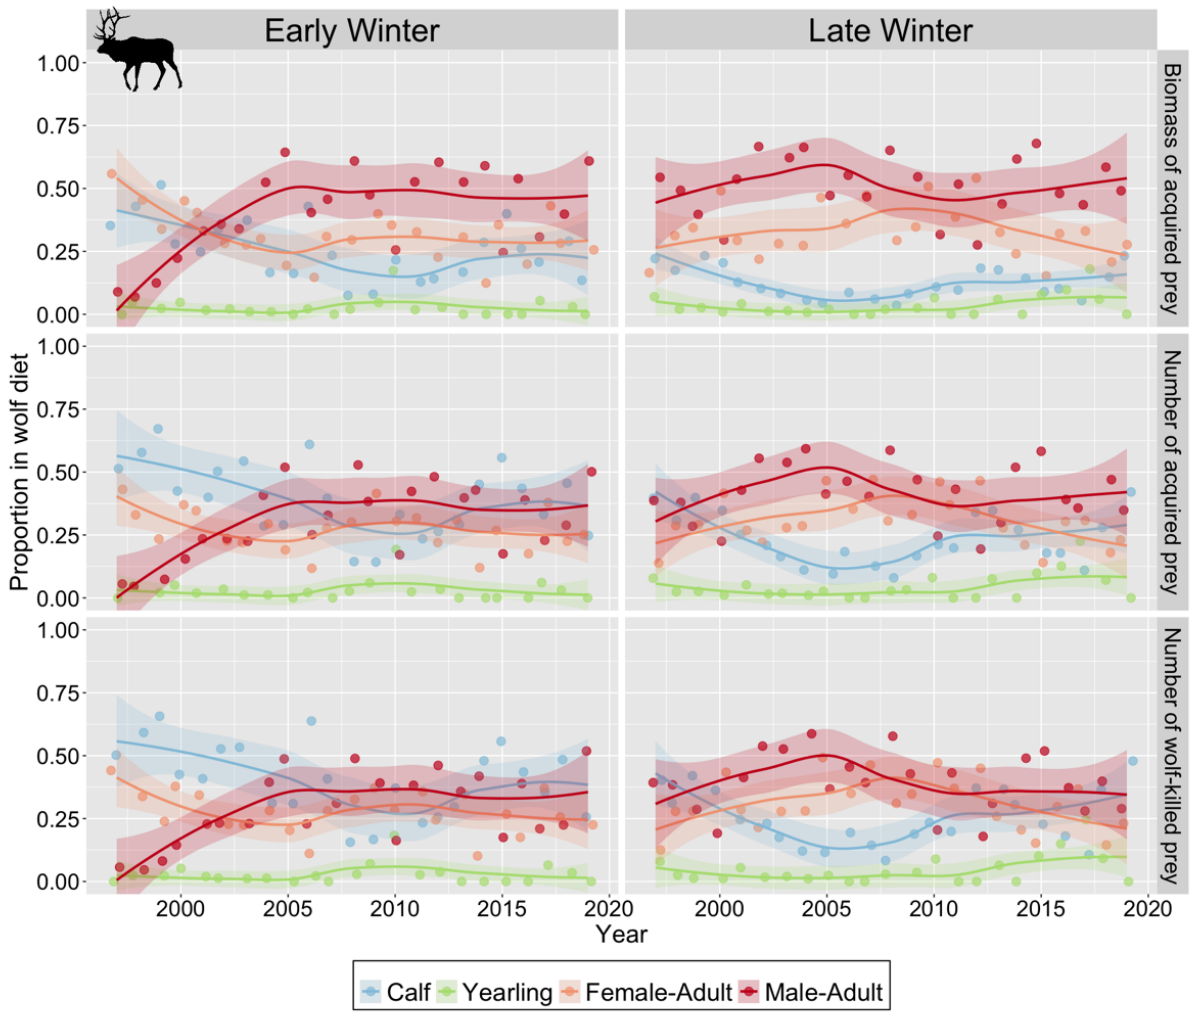 Early Winter
Late Winter
Proportion in wolf diet
1.00
0.75
0.50
0.25
0.00
Biomass of acquired prey
1.00
0.75
0.50
0.25
0.00
Number of acquired prey
1.00
0.75
0.50
0.25
0.00
Number of wolf-killed prey
2000 2005 2010 2015 2020
2000 2005 2010 2015 2020
Year
Calf Yearling Female-Adult Male-Adult